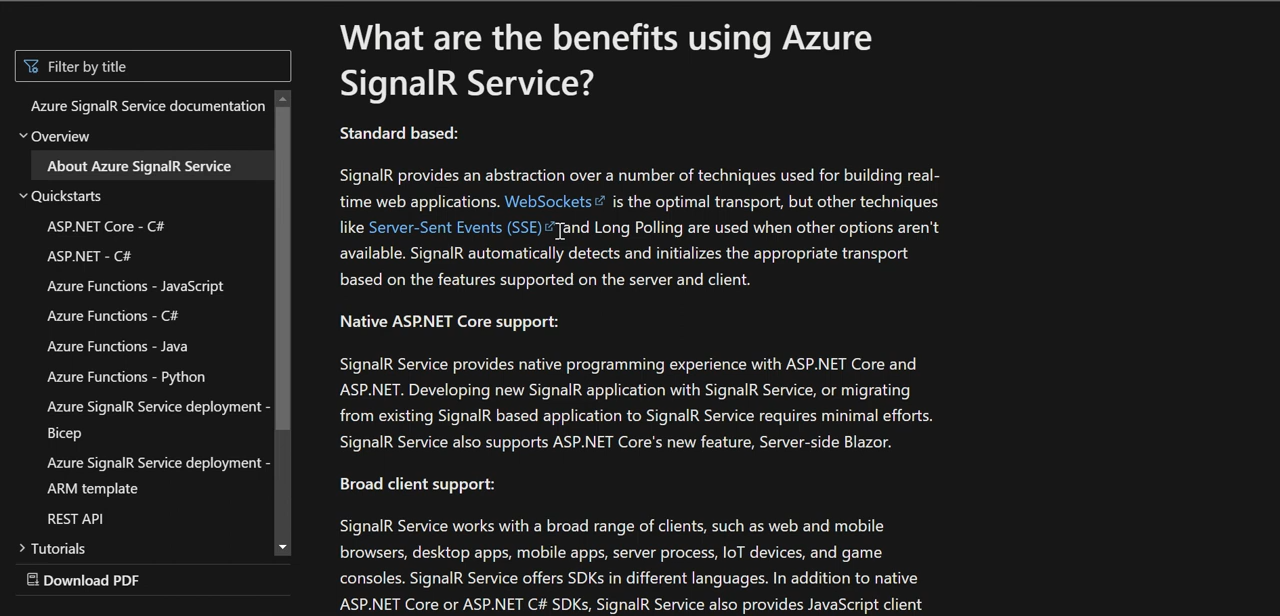 Filter by title
Azure SignalR Service documentation
Overview
About Azure SignalR Service
Quickstarts
ASP.NET Core - C#
ASP.NET - C#
Azure Functions - JavaScript
Azure Functions - C#
Azure Functions - Java
Azure Functions - Python
Azure SignalR Service deployment -
Bicep
Azure SignalR Service deployment -
ARM template
REST API
Tutorials
Download PDF
What are the benefits using Azure
SignalR Service?
Standard based:
SignalR provides an abstraction over a number of techniques used for building real-
time web applications. WebSockets is the optimal transport, but other techniques
like Server-Sent Events (SSE) and Long Polling are used when other options aren't
available. SignalR automatically detects and initializes the appropriate transport
based on the features supported on the server and client.
Native ASP.NET Core support:
SignalR Service provides native programming experience with ASP.NET Core and
ASP.NET. Developing new SignalR application with SignalR Service, or migrating
from existing SignalR based application to SignalR Service requires minimal efforts.
SignalR Service also supports ASP.NET Core's new feature, Server-side Blazor.
Broad client support:
SignalR Service works with a broad range of clients, such as web and mobile
browsers, desktop apps, mobile apps, server process, IoT devices, and game
consoles. SignalR Service offers SDKs in different languages. In addition to native
ASP.NET Core or ASP.NET C# SDKs, SignalR Service also provides JavaScript client